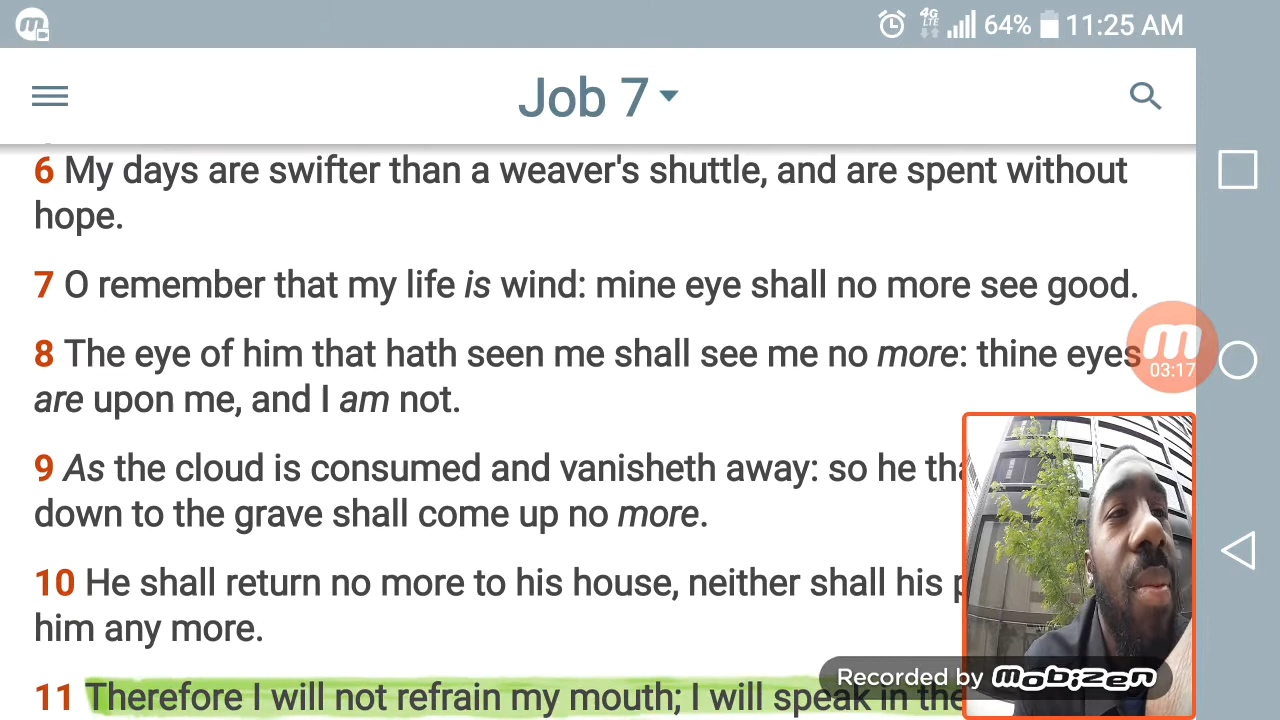 4G
LTE
64%
11:25 AM
Job 7
6 My days are swifter than a weaver's shuttle, and are spent without
hope.
7 O remember that my life is wind: mine eye shall no more see good.
8 The eye of him that hath seen me shall see me no more: thine eyes
are upon me, and I am not.
9 As the cloud is consumed and vanisheth away: so he
down to the grave shall come up no more.
10 He shall return no more to his house, neither shall his
him any more.
11 Therefore I will not refrain my mouth; I will speak in
m
03:17
Recorded by mobizen